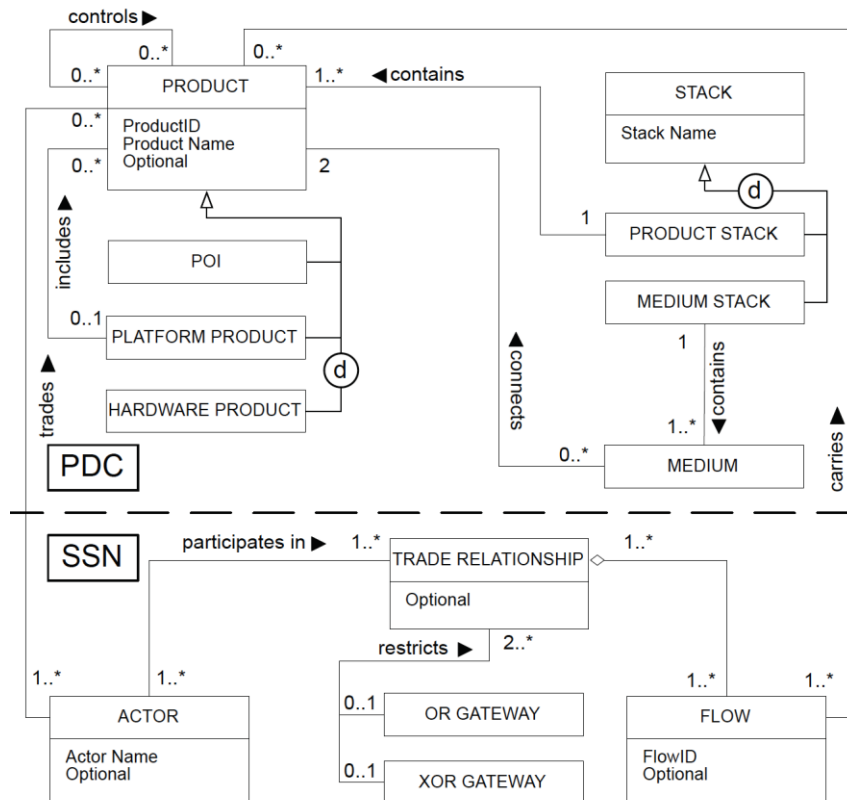 controls ►
0..*
0..*
0..*
PRODUCT
1..*
◄ contains
STACK
0..*
ProductID
Product Name
Optional
Stack Name
0..*
2
d
includes ►
1
PRODUCT STACK
POI
MEDIUM STACK
0..1
PLATFORM PRODUCT
1
d
trades ►
HARDWARE PRODUCT
connects ►
contains ►
carries ►
1..*
PDC
0..*
MEDIUM
SSN
participates in ►
1..*
TRADE RELATIONSHIP
1..*
Optional
restricts ►
2..*
1..*
1..*
0..1
OR GATEWAY
1..*
1..*
ACTOR
FLOW
Actor Name
Optional
0..1
XOR GATEWAY
FlowID
Optional